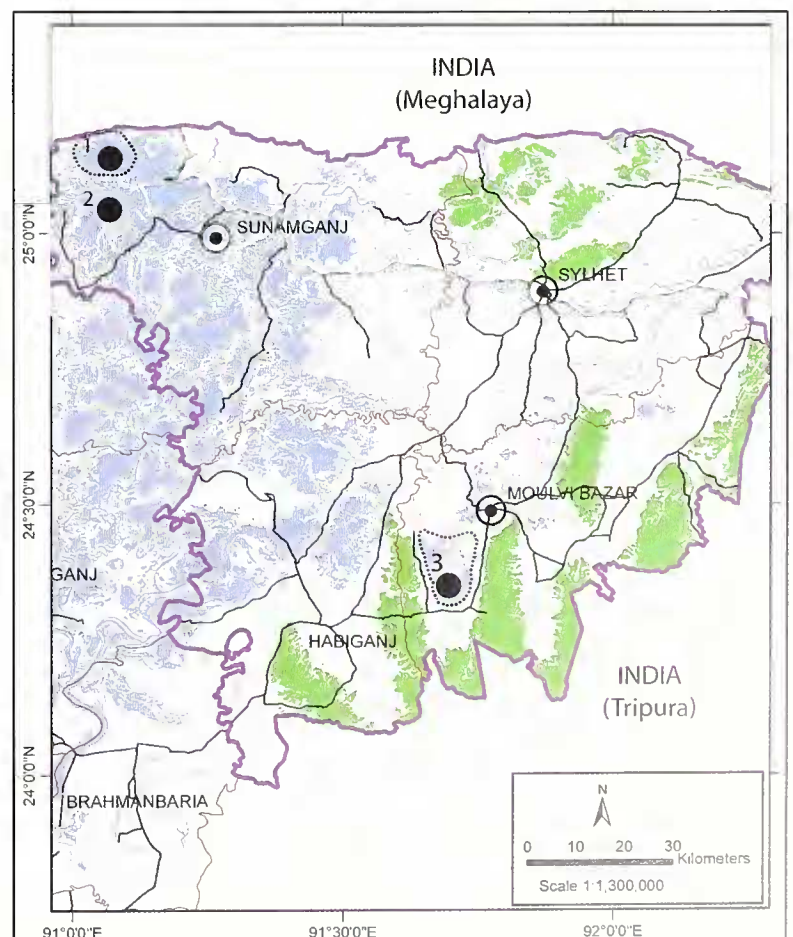 INDIA
(Meghalaya)
1
2
SUNAMGANJ
SYLHET
25°0'0"N
MOULVI BAZAR
24°30'0"N
3
GANJ
HABIGANJ
INDIA
(Tripura)
24°0'0"N
BRAHMANBARIA
N
0 10 20 30
Kilometers
Scale 1:1,300,000
91°0'0"E 91°30'0"E 92°0'0"E